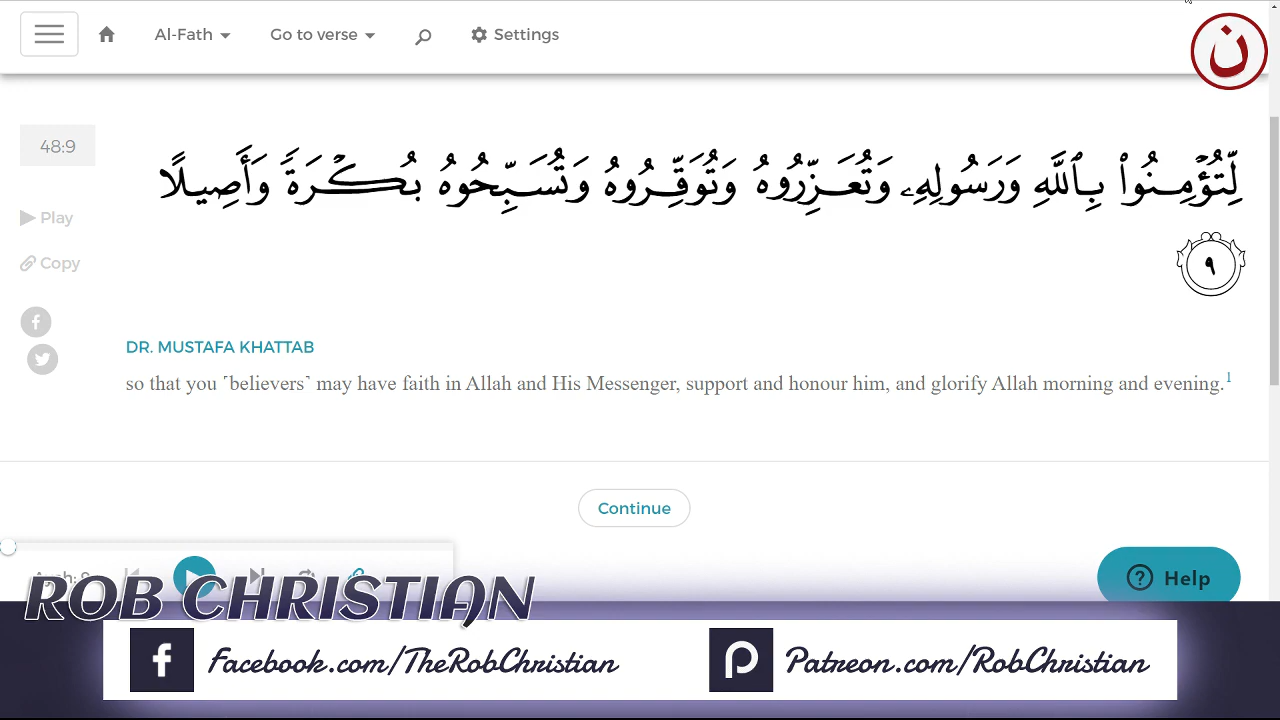 Al-Fath
Go to verse
Settings
ن
48:9
لِّتُؤْمِنُوا۟ بِٱللَّهِ وَرَسُولِهِۦ وَتُعَزِّرُوهُ وَتُوَقِّرُوهُ وَتُسَبِّحُوهُ بُكْرَةً وَأَصِيلًا
٩
Play
Copy
DR. MUSTAFA KHATTAB
so that you ˹believers˺ may have faith in Allah and His Messenger, support and honour him, and glorify Allah morning and evening.1
Continue
Help
ROB CHRISTIAN
Facebook.com/TheRobChristian
Patreon.com/RobChristian